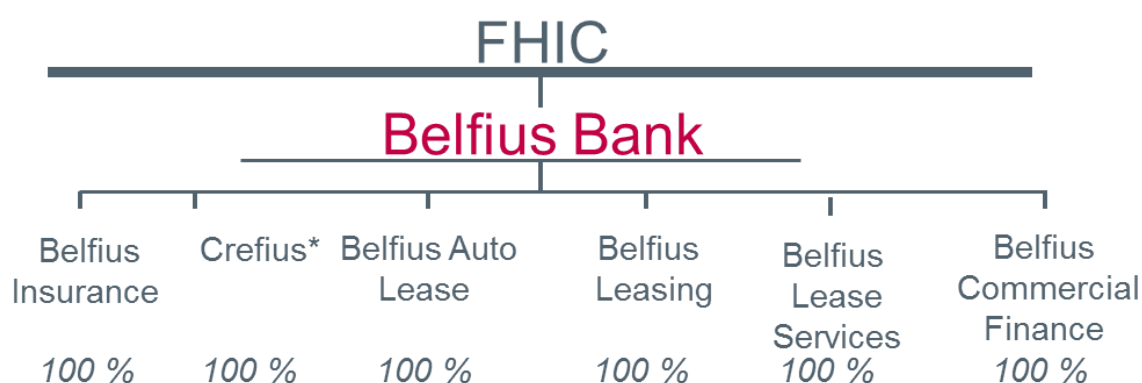 FHIC
Belfius Bank
Belfius
Insurance
100 %
Crefius*
100 %
Belfius Auto
Lease
100 %
Belfius
Leasing
100 %
Belfius
Lease
Services
100 %
Belfius
Commercial
Finance
100 %